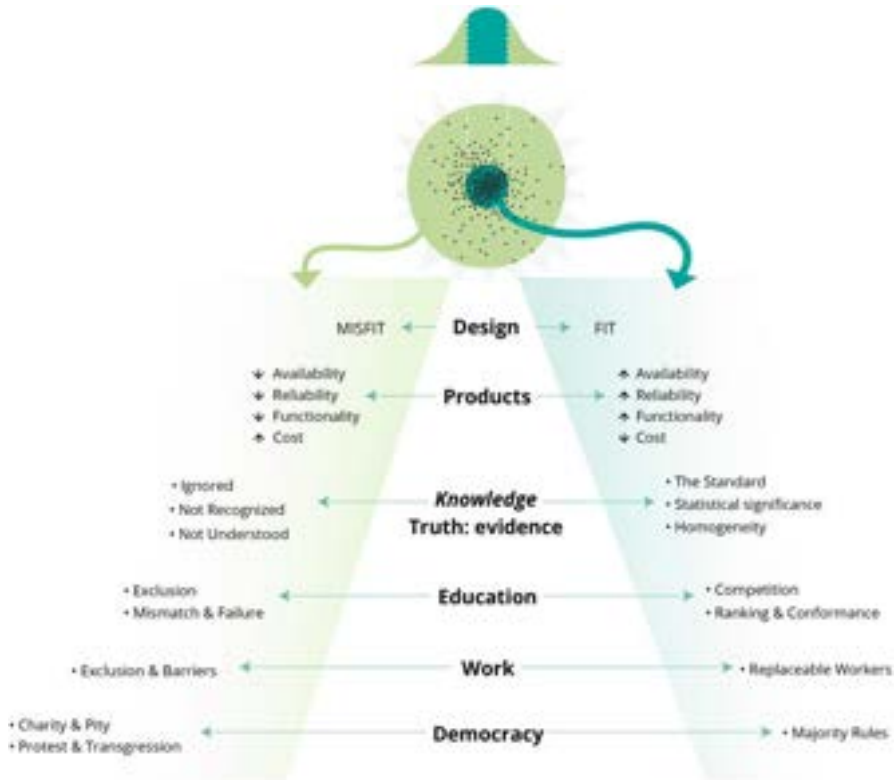 MISFIT Design FIT
↓ Availability
↓ Reliability
↓ Functionality
↑ Cost
Products
↑ Availability
↑ Reliability
↑ Functionality
↓ Cost
• Ignored
• Not Recognized
• Not Understood
Knowledge
Truth: evidence
• The Standard
• Statistical significance
• Homogeneity
• Exclusion
• Mismatch & Failure
Education
• Competition
• Ranking & Conformance
• Exclusion & Barriers
Work
• Replaceable Workers
• Charity & Pity
• Protest & Transgression
Democracy
• Majority Rules